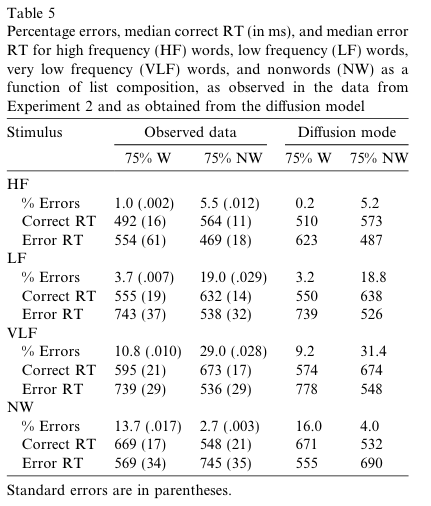 Table 5
Percentage errors, median correct RT (in ms), and median error
RT for high frequency (HF) words, low frequency (LF) words,
very low frequency (VLF) words, and nonwords (NW) as a
function of list composition, as observed in the data from
Experiment 2 and as obtained from the diffusion model
Stimulus Observed data Diffusion mode
75% W 75% NW 75% W 75% NW
HF
% Errors 1.0 (.002) 5.5 (.012) 0.2 5.2
Correct RT 492 (16) 564 (11) 510 573
Error RT 554 (61) 469 (18) 623 487
LF
% Errors 3.7 (.007) 19.0 (.029) 3.2 18.8
Correct RT 555 (19) 632 (14) 550 638
Error RT 743 (37) 538 (32) 739 526
VLF
% Errors 10.8 (.010) 29.0 (.028) 9.2 31.4
Correct RT 595 (21) 673 (17) 574 674
Error RT 739 (29) 536 (29) 778 548
NW
% Errors 13.7 (.017) 2.7 (.003) 16.0 4.0
Correct RT 669 (17) 548 (21) 671 532
Error RT 569 (34) 745 (35) 555 690
Standard errors are in parentheses.